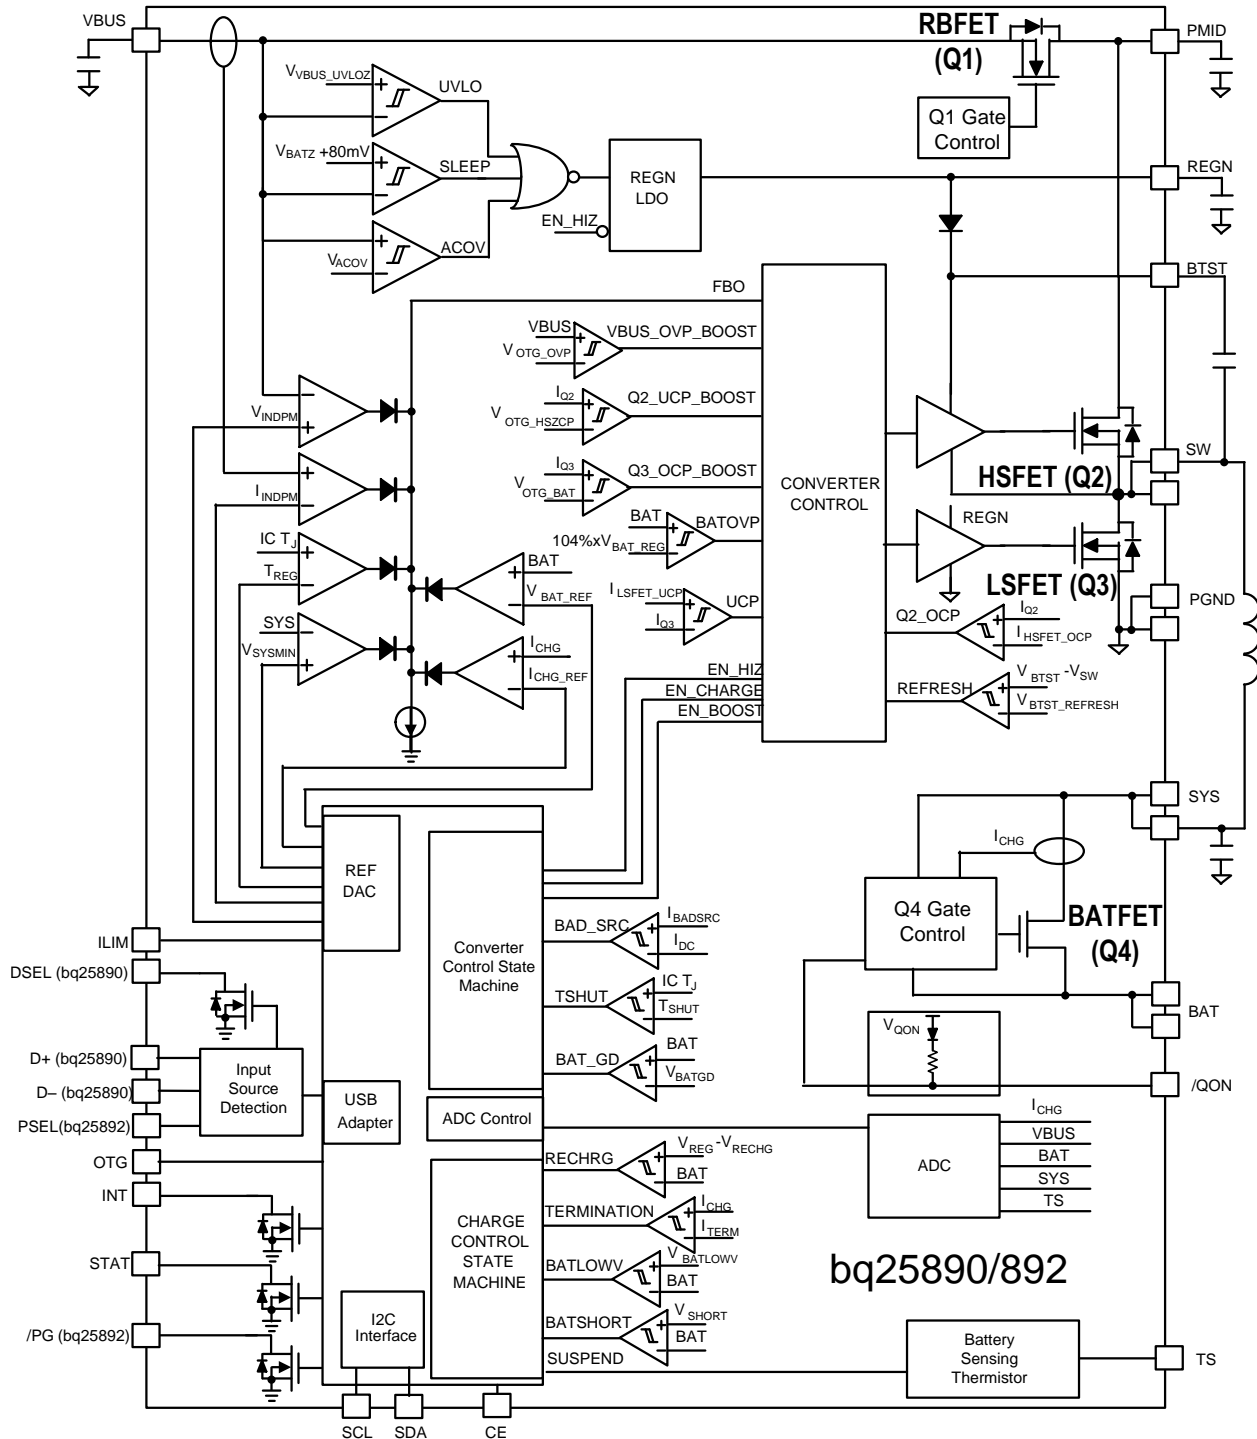 VBUS
RBFET
(Q1)
PMID
VVBUS_UVLOZ
UVLO
Q1 Gate
Control
VBATZ +80mV
SLEEP
REGN
LDO
REGN
EN_HIZ
ACOV
VACOV
BTST
FBO
VBUS
VBUS_OVP_BOOST
V OTG_OVP
IQ2
Q2_UCP_BOOST
V OTG_HSZCP
VINDPM
IQ3
Q3_OCP_BOOST
VOTG_BAT
CONVERTER
CONTROL
SW
HSFET (Q2)
IINDPM
BAT
BATOVP
104%xVBAT_REG
REGN
IC TJ
TREG
BAT
V BAT_REF
LSFET (Q3)
I LSFET_UCP
UCP
IQ3
PGND
Q2_OCP
IQ2
I HSFET_OCP
SYS
VSYSMIN
ICHG
ICHG_REF
EN_HIZ
EN_CHARGE
EN_BOOST
REFRESH
V BTST -VSW
V BTST_REFRESH
SYS
ICHG
REF
DAC
Q4 Gate
Control
BATFET
(Q4)
ILIM
Converter
Control State
Machine
BAD_SRC
IBADSRC
IDC
DSEL (bq25890)
TSHUT
IC TJ
TSHUT
BAT
VQON
D+ (bq25890)
BAT_GD
BAT
VBATGD
Input
Source
Detection
D– (bq25890)
/QON
USB
Adapter
ADC Control
PSEL(bq25892)
ICHG
VBUS
BAT
SYS
TS
ADC
OTG
RECHRG
VREG -VRECHG
BAT
INT
TERMINATION
ICHG
ITERM
CHARGE
CONTROL
STATE
MACHINE
STAT
BATLOWV
V BATLOWV
BAT
bq25890/892
I2C
Interface
BATSHORT
VSHORT
BAT
/PG (bq25892)
SUSPEND
Battery
Sensing
Thermistor
TS
SCL
SDA
CE